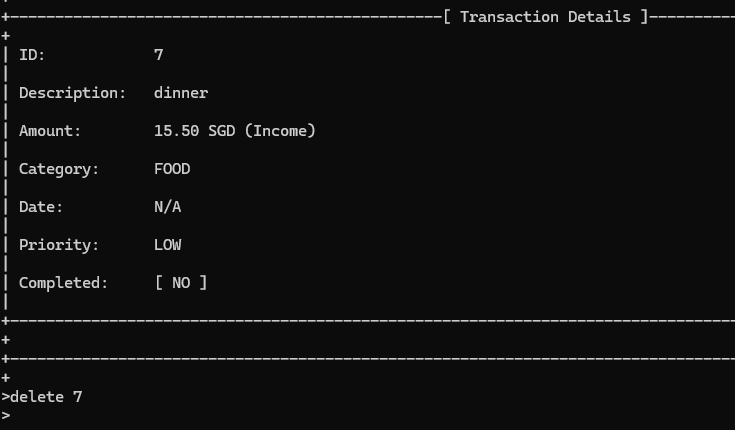 +------------------------------------------------[ Transaction Details ]----------
+
| ID:            7
|
| Description:   dinner
|
| Amount:        15.50 SGD (Income)
|
| Category:      FOOD
|
| Date:          N/A
|
| Priority:      LOW
|
| Completed:     [ NO ]
|
+---------------------------------------------------------------------------------
+
+---------------------------------------------------------------------------------
+
>delete 7
>